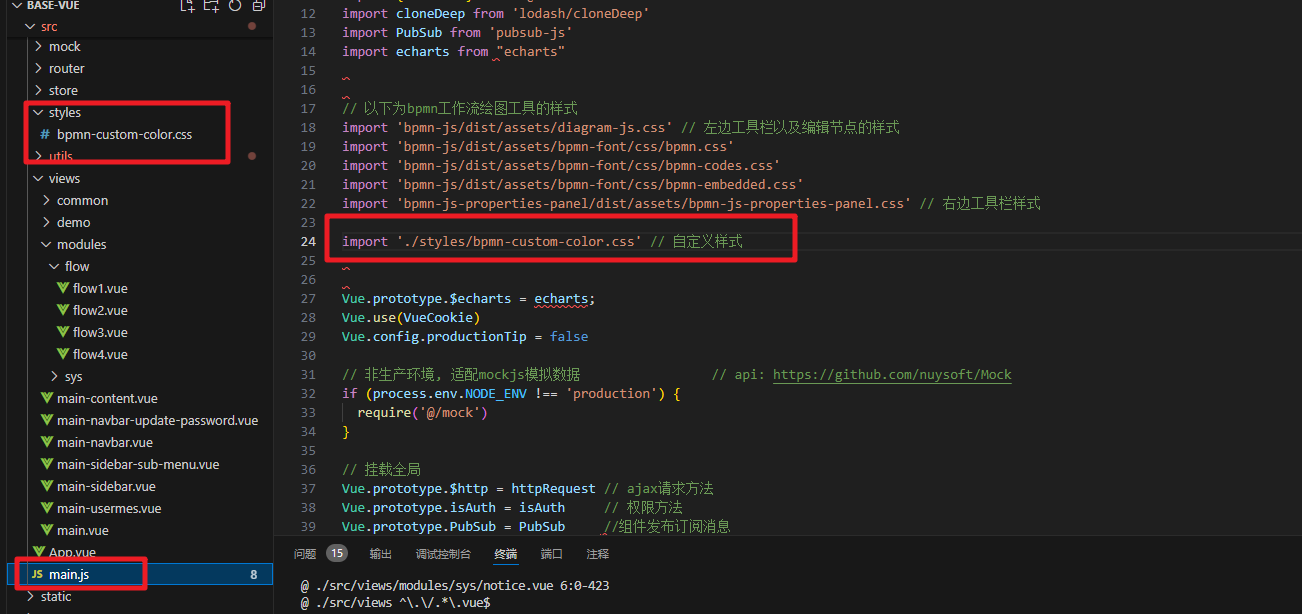 BASE-VUE
src
mock
router
store
styles
# bpmn-custom-color.css
utils
views
common
demo
modules
flow
flow1.vue
flow2.vue
flow3.vue
flow4.vue
sys
main-content.vue
main-navbar-update-password.vue
main-navbar.vue
main-sidebar-sub-menu.vue
main-sidebar.vue
main-usermes.vue
main.vue
App.vue
JS main.js 8
static
12 import cloneDeep from 'lodash/cloneDeep'
13 import PubSub from 'pubsub-js'
14 import echarts from "echarts"
15
16
17 // 以下为bpmn工作流绘图工具的样式
18 import 'bpmn-js/dist/assets/diagram-js.css' // 左边工具栏以及编辑节点的样式
19 import 'bpmn-js/dist/assets/bpmn-font/css/bpmn.css'
20 import 'bpmn-js/dist/assets/bpmn-font/css/bpmn-codes.css'
21 import 'bpmn-js/dist/assets/bpmn-font/css/bpmn-embedded.css'
22 import 'bpmn-js-properties-panel/dist/assets/bpmn-js-properties-panel.css' // 右边工具栏样式
23
24 import './styles/bpmn-custom-color.css' // 自定义样式
25
26
27 Vue.prototype.$echarts = echarts;
28 Vue.use(VueCookie)
29 Vue.config.productionTip = false
30
31 // 非生产环境, 适配mockjs模拟数据 // api: https://github.com/nuysoft/Mock
32 if (process.env.NODE_ENV !== 'production') {
33 require('@/mock')
34 }
35
36 // 挂载全局
37 Vue.prototype.$http = httpRequest // ajax请求方法
38 Vue.prototype.isAuth = isAuth // 权限方法
39 Vue.prototype.PubSub = PubSub //组件发布订阅消息
问题 15 输出 调试控制台 终端 端口 注释
@ ./src/views/modules/sys/notice.vue 6:0-423
@ ./src/views ^\.\/.*\.vue$